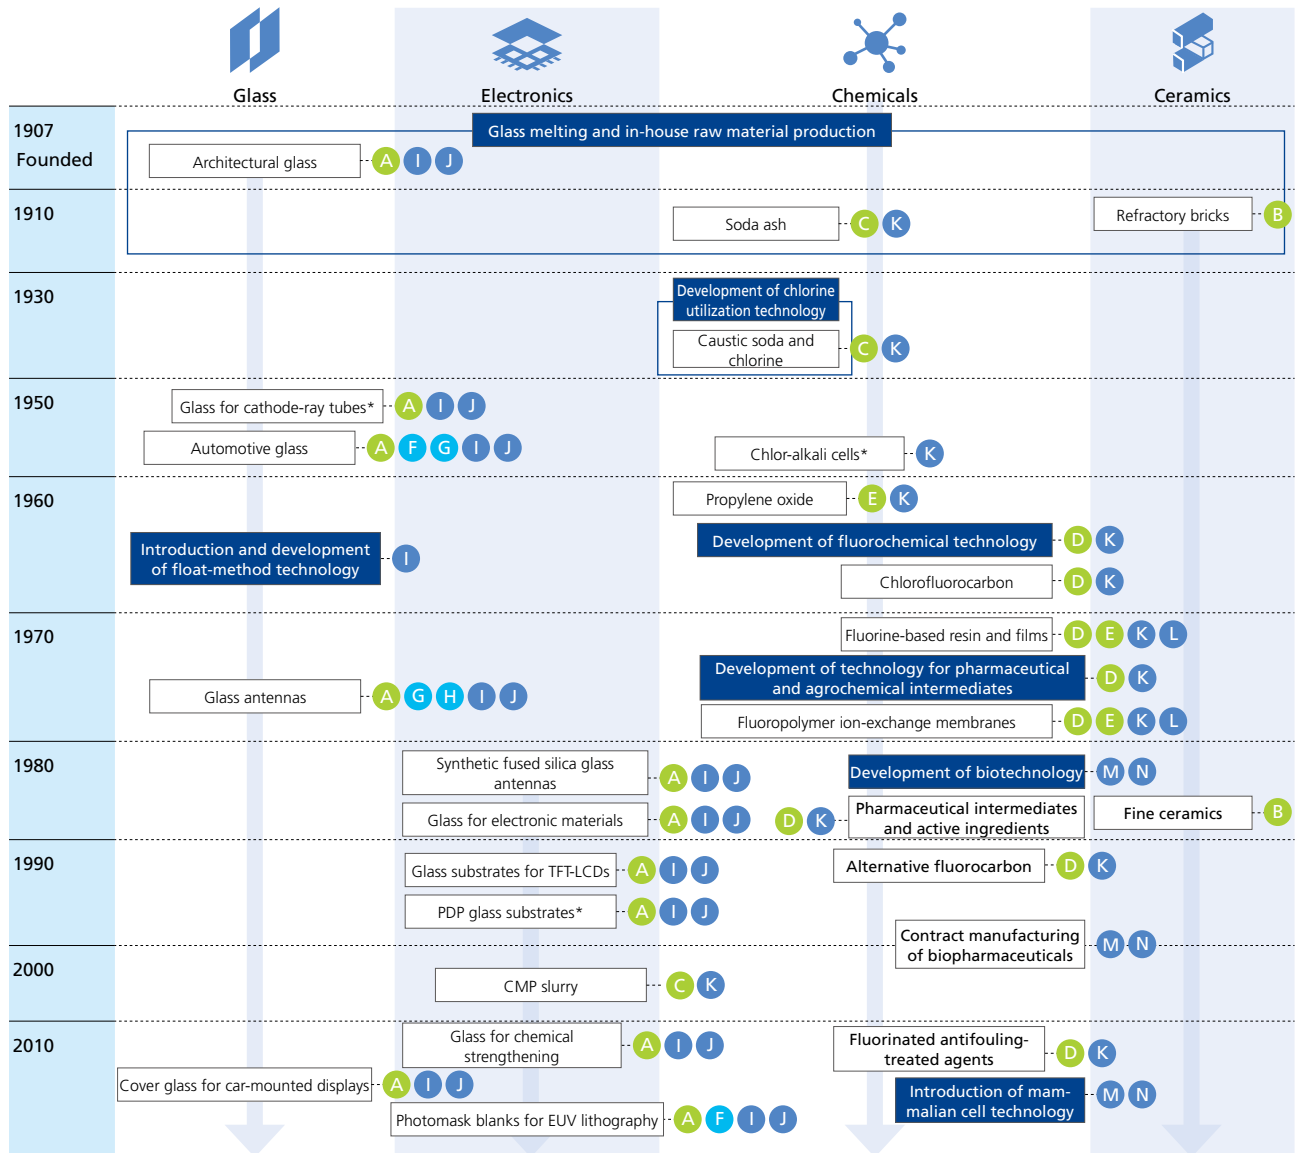 Glass
Electronics
Chemicals
Ceramics
1907
Founded
Glass melting and in-house raw material production
Architectural glass
A I J
1910
Soda ash
C K
Refractory bricks
B
1930
Development of chlorine
utilization technology
Caustic soda and
chlorine
C K
1950
Glass for cathode-ray tubes*
A I J
Automotive glass
A F G I J
Chlor-alkali cells*
K
1960
Propylene oxide
E K
Introduction and development
of float-method technology
I
Development of fluorochemical technology
D K
Chlorofluorocarbon
D K
1970
Fluorine-based resin and films
D E K L
Development of technology for pharmaceutical
and agrochemical intermediates
D K
Glass antennas
A G H I J
Fluoropolymer ion-exchange membranes
D E K L
1980
Synthetic fused silica glass
antennas
A I J
Development of biotechnology
M N
Glass for electronic materials
A I J
D K
Pharmaceutical intermediates
and active ingredients
Fine ceramics
B
1990
Glass substrates for TFT-LCDs
A I J
Alternative fluorocarbon
D K
PDP glass substrates*
A I J
Contract manufacturing
of biopharmaceuticals
M N
2000
CMP slurry
C K
2010
Glass for chemical
strengthening
A I J
Fluorinated antifouling-
treated agents
D K
Cover glass for car-mounted displays
A I J
Introduction of mam-
malian cell technology
M N
Photomask blanks for EUV lithography
A F I J